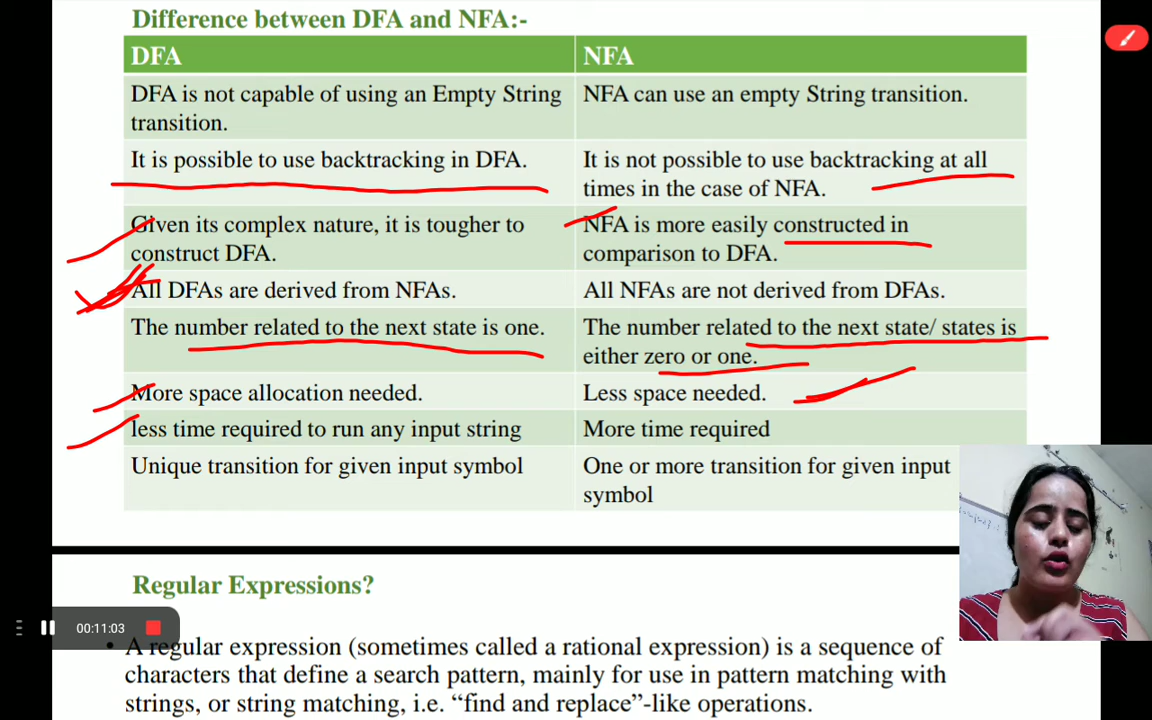 Difference between DFA and NFA:-
DFA
NFA
DFA is not capable of using an Empty String
transition.
NFA can use an empty String transition.
It is possible to use backtracking in DFA.
It is not possible to use backtracking at all
times in the case of NFA.
Given its complex nature, it is tougher to
construct DFA.
NFA is more easily constructed in
comparison to DFA.
All DFAs are derived from NFAs.
All NFAs are not derived from DFAs.
The number related to the next state is one.
The number related to the next state/ states is
either zero or one.
More space allocation needed.
Less space needed.
less time required to run any input string
More time required
Unique transition for given input symbol
One or more transition for given input
symbol
Regular Expressions?
00:11:03
• A regular expression (sometimes called a rational expression) is a sequence of
characters that define a search pattern, mainly for use in pattern matching with
strings, or string matching, i.e. “find and replace”-like operations.